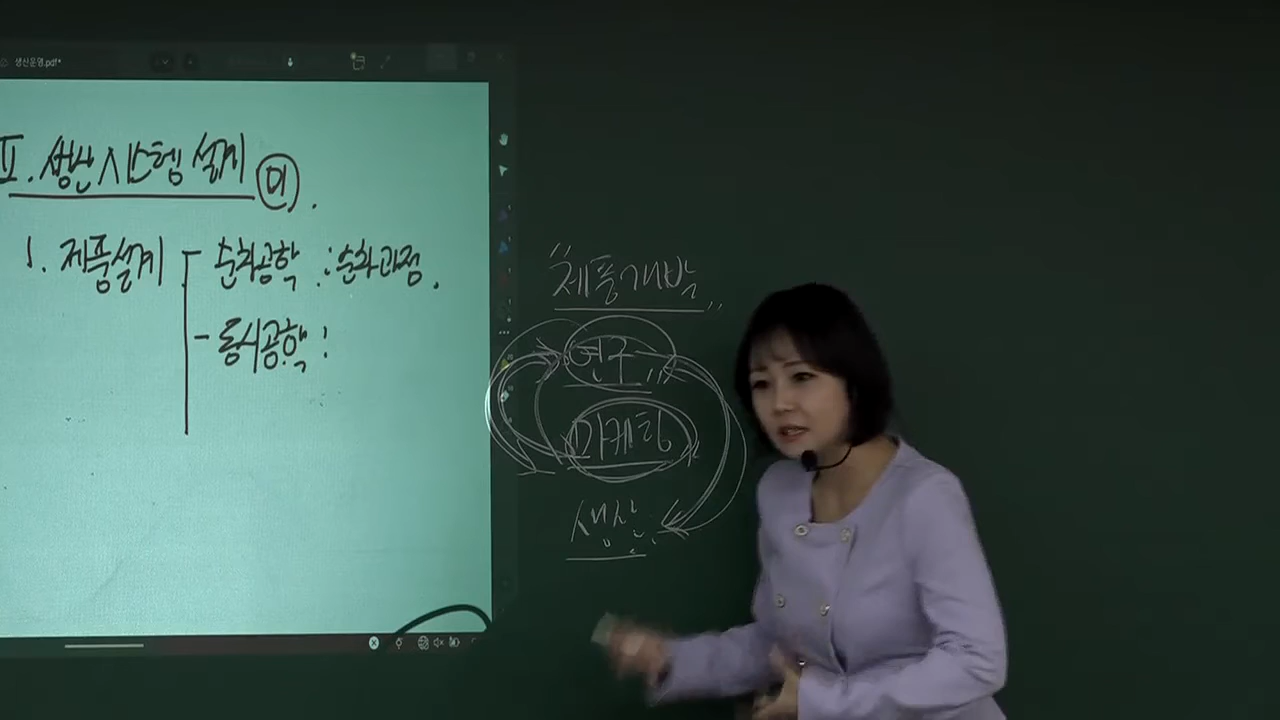 생산운영.pdf*
Ⅱ. 생산시스템 설계 ㉤.
1. 제품설계 - 순차공학 : 순차과정.
- 동시공학 :
"제품개발"
연구
마케팅
생산